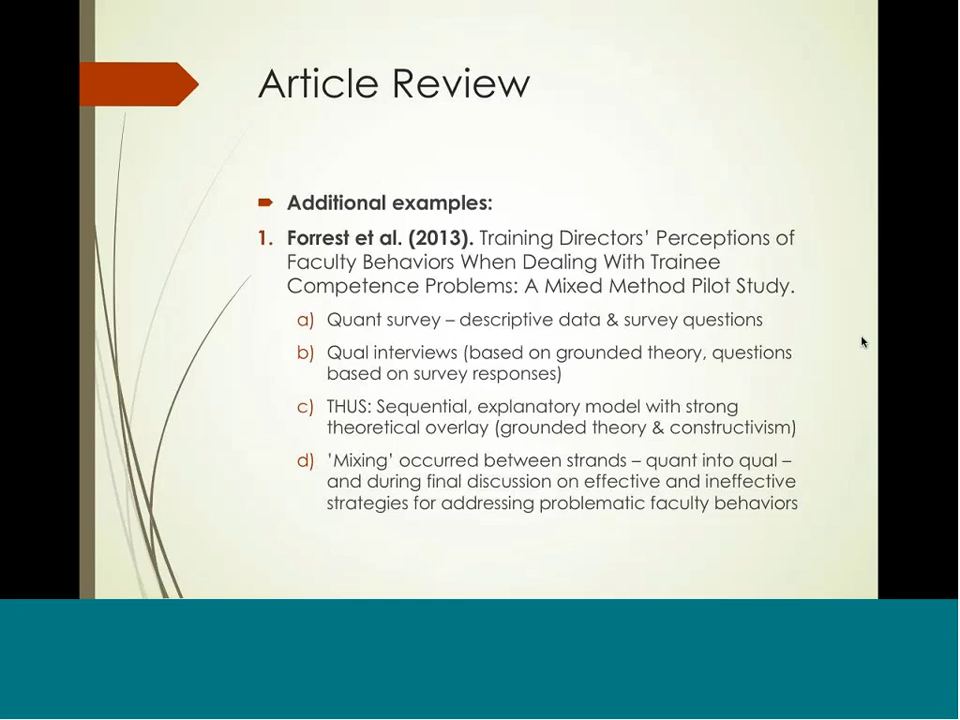 Article Review
Additional examples:
1. Forrest et al. (2013). Training Directors’ Perceptions of
Faculty Behaviors When Dealing With Trainee
Competence Problems: A Mixed Method Pilot Study.
a) Quant survey – descriptive data & survey questions
b) Qual interviews (based on grounded theory, questions
based on survey responses)
c) THUS: Sequential, explanatory model with strong
theoretical overlay (grounded theory & constructivism)
d) ’Mixing’ occurred between strands – quant into qual –
and during final discussion on effective and ineffective
strategies for addressing problematic faculty behaviors